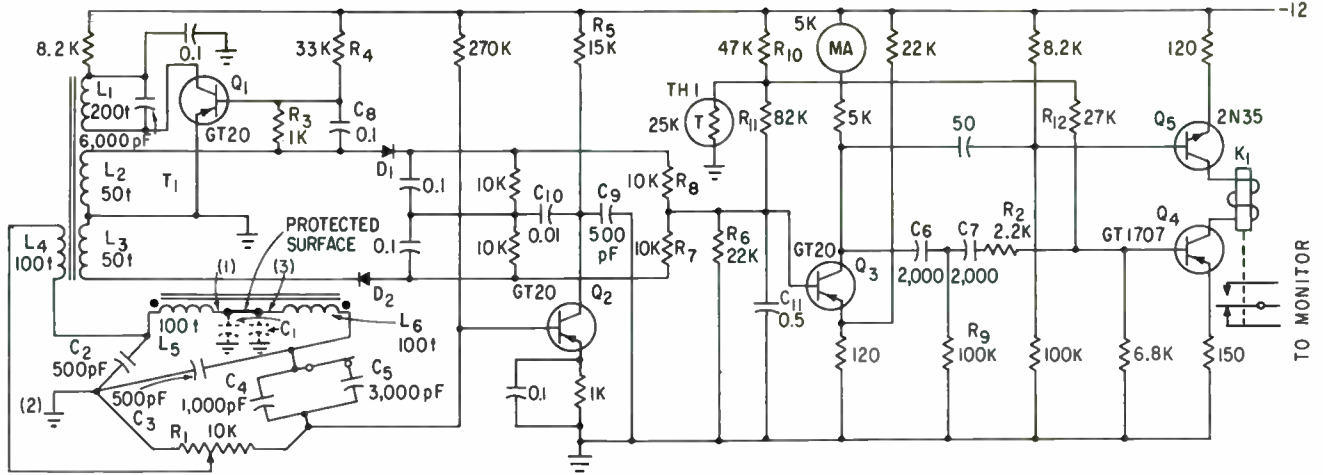 -12
8.2K
0.1
L1
200t
6,000pF
Q1
GT20
33K
R4
R3
1K
C8
0.1
270K
R5
15K
47K
R10
TH1
T
25K
R11
82K
5K
MA
5K
22K
50
8.2K
R12
27K
120
Q5
2N35
K1
L2
50t
T1
D1
0.1
10K
C10
0.01
C9
500
pF
10K
R8
L4
100t
L3
50t
PROTECTED
SURFACE
(1)
(3)
0.1
10K
10K
R7
D2
GT20
Q2
R6
22K
C11
0.5
GT20
Q3
C6
2,000
C7
2,000
R2
2.2K
GT1707
Q4
100t
L5
C1
L6
100t
C2
500pF
500pF
C3
C4
1,000pF
C5
3,000pF
(2)
R1
10K
0.1
1K
120
R9
100K
100K
6.8K
150
TO MONITOR